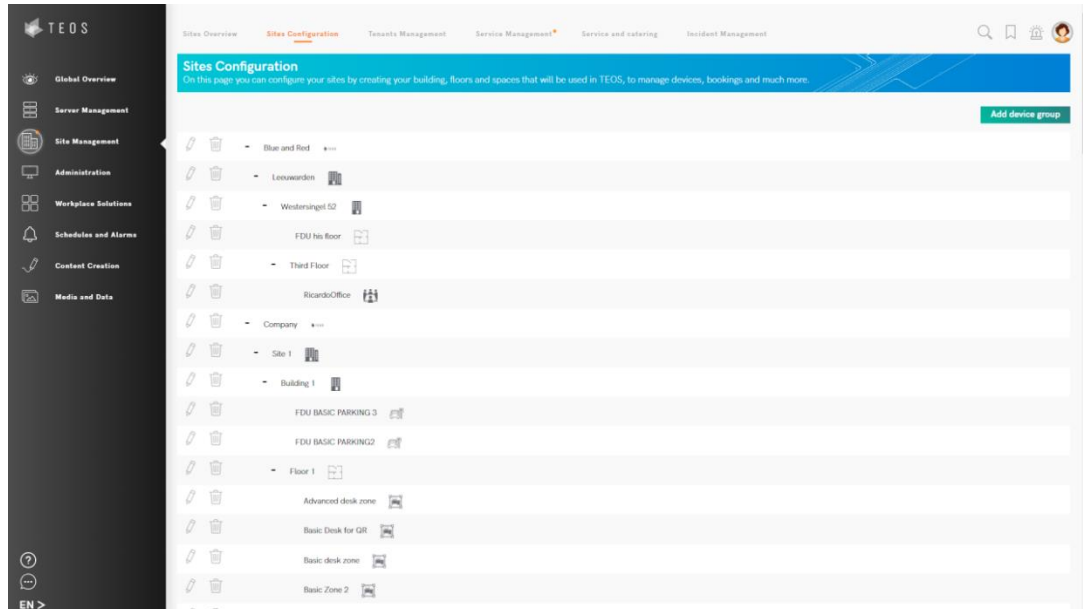 TEOS
Sites Overview
Sites Configuration
Tenants Management
Service Management
Service and catering
Incident Management
Sites Configuration
On this page you can configure your sites by creating your building, floors and spaces that will be used in TEOS, to manage devices, bookings and much more.
Add device group
Global Overview
Server Management
Site Management
Administration
Workplace Solutions
Schedules and Alarms
Content Creation
Media and Data
EN >
- Blue and Red
- Leeuwarden
- Westersingel 52
FDU his floor
- Third Floor
RicardoOffice
- Company
- Site 1
- Building 1
FDU BASIC PARKING 3
FDU BASIC PARKING2
- Floor 1
Advanced desk zone
Basic Desk for QR
Basic desk zone
Basic Zone 2